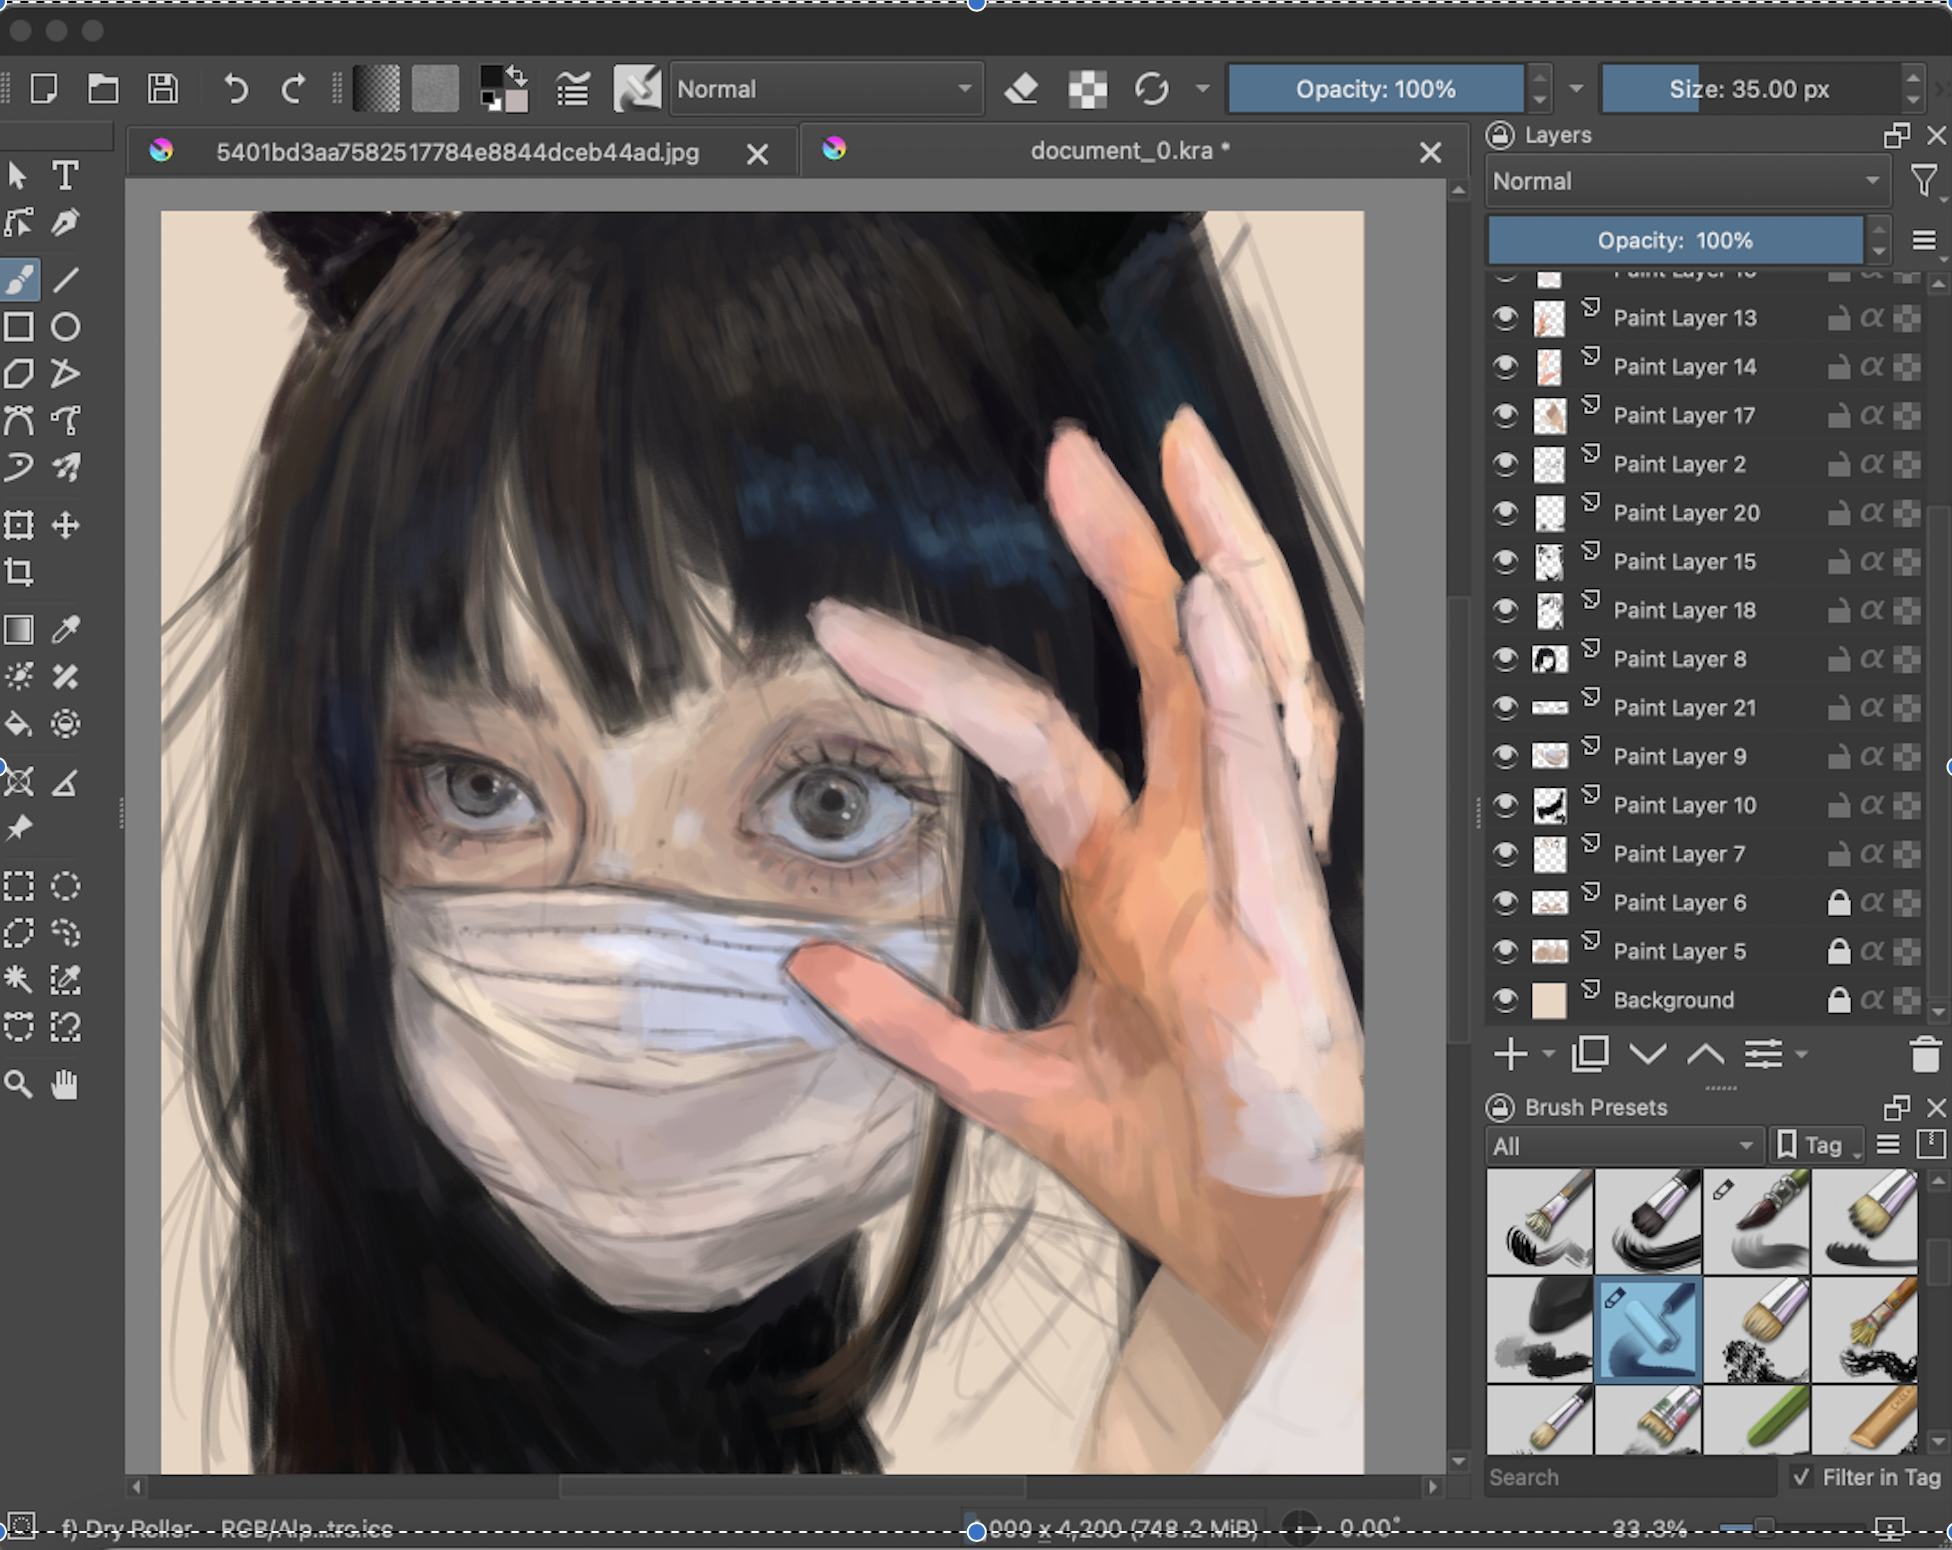 Normal
Opacity: 100%
Size: 35.00 px
5401bd3aa7582517784e8844dceb44ad.jpg
document_0.kra *
Layers
Normal
Opacity: 100%
Paint Layer 13
Paint Layer 14
Paint Layer 17
Paint Layer 2
Paint Layer 20
Paint Layer 15
Paint Layer 18
Paint Layer 8
Paint Layer 21
Paint Layer 9
Paint Layer 10
Paint Layer 7
Paint Layer 6
Paint Layer 5
Background
Brush Presets
All
Tag
Search
Filter in Tag
f) Dry Roller
RGB/Alp...trc.icc
000 x 4,200 (748.2 MiB)
0.00°
33.3%